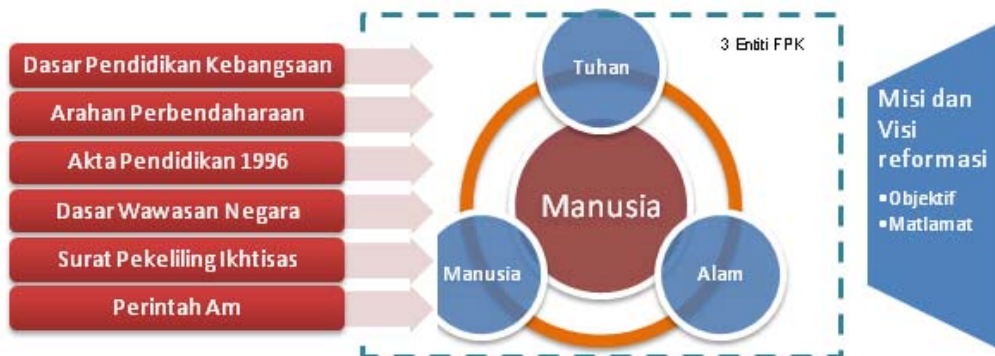 Dasar Pendidikan Kebangsaan
Arahan Perbendaharaan
Akta Pendidikan 1996
Dasar Wawasan Negara
Surat Pekeliling Ikhtisas
Perintah Am
3 Entiti FPK
Tuhan
Manusia
Manusia
Alam
Misi dan
Visi
reformasi
▪Objektif
▪Matlamat